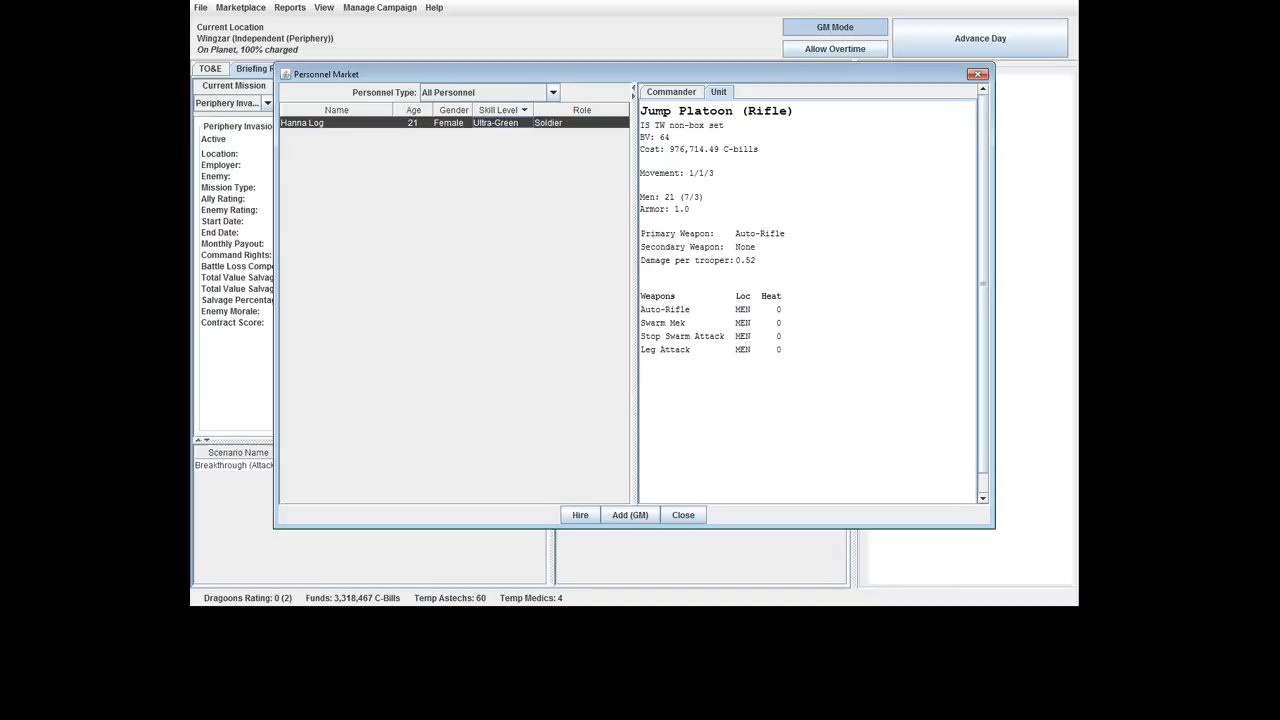 File Marketplace Reports View Manage Campaign Help
Current Location
Wingzar (Independent (Periphery))
On Planet, 100% charged
GM Mode
Allow Overtime
Advance Day
TO&E
Briefing
Current Mission
Periphery Inva...
Periphery Invasio
Active
Location:
Employer:
Enemy:
Mission Type:
Ally Rating:
Enemy Rating:
Start Date:
End Date:
Monthly Payout:
Command Rights:
Battle Loss Comp
Total Value Salva
Total Value Salva
Salvage Percenta
Enemy Morale:
Contract Score:
Scenario Name
Breakthrough (Attac
Personnel Market
Personnel Type: All Personnel
Name Age Gender Skill Level Role
Hanna Log 21 Female Ultra-Green Soldier
Commander Unit
Jump Platoon (Rifle)
IS TW non-box set
BV: 64
Cost: 976,714.49 C-bills
Movement: 1/1/3
Men: 21 (7/3)
Armor: 1.0
Primary Weapon: Auto-Rifle
Secondary Weapon: None
Damage per trooper: 0.52
Weapons Loc Heat
Auto-Rifle MEN 0
Swarm Mek MEN 0
Stop Swarm Attack MEN 0
Leg Attack MEN 0
Hire Add (GM) Close
Dragoons Rating: 0 (2) Funds: 3,318,467 C-Bills Temp Astechs: 60 Temp Medics: 4